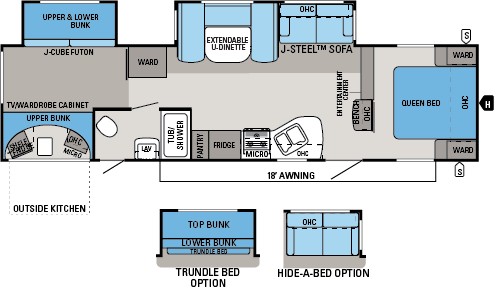 UPPER & LOWER
BUNK
J-CUBE FUTON
WARD
EXTENDABLE
U-DINETTE
OHC
J-STEEL™ SOFA
ENTERTAINMENT
CENTER
BENCH
OHC
WARD
QUEEN BED
OHC
WARD
S
H
S
TV/WARDROBE CABINET
UPPER BUNK
OHC
MICRO
LAV
TUB/
SHOWER
PANTRY
FRIDGE
MICRO
OHC
18' AWNING
OUTSIDE KITCHEN
TOP BUNK
LOWER BUNK
TRUNDLE BED
TRUNDLE BED
OPTION
OHC
HIDE-A-BED OPTION